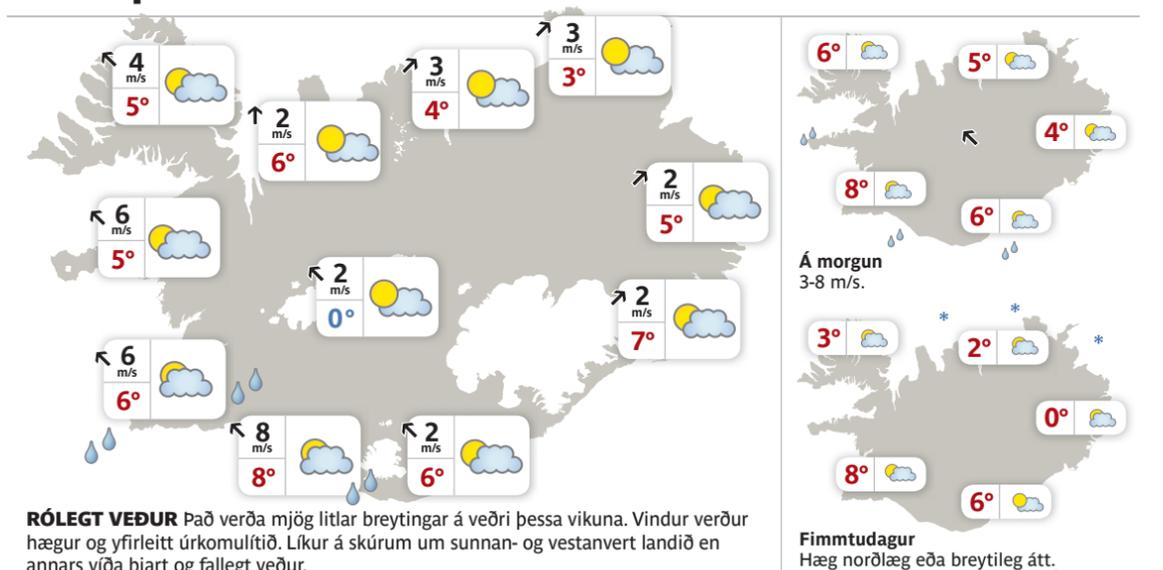 4
m/s
5°
2
m/s
6°
3
m/s
4°
3
m/s
3°
6
m/s
5°
2
m/s
5°
2
m/s
0°
2
m/s
7°
6
m/s
6°
8
m/s
8°
2
m/s
6°
RÓLEGT VEÐUR Það verða mjög litlar breytingar á veðri þessa vikuna. Vindur verður
hægur og yfirleitt úrkomulítið. Líkur á skúrum um sunnan- og vestanvert landið en
annars víða bjart og fallegt veður.
6°
5°
4°
8°
6°
Á morgun
3-8 m/s.
3°
2°
0°
8°
6°
Fimmtudagur
Hæg norðlæg eða breytileg átt.